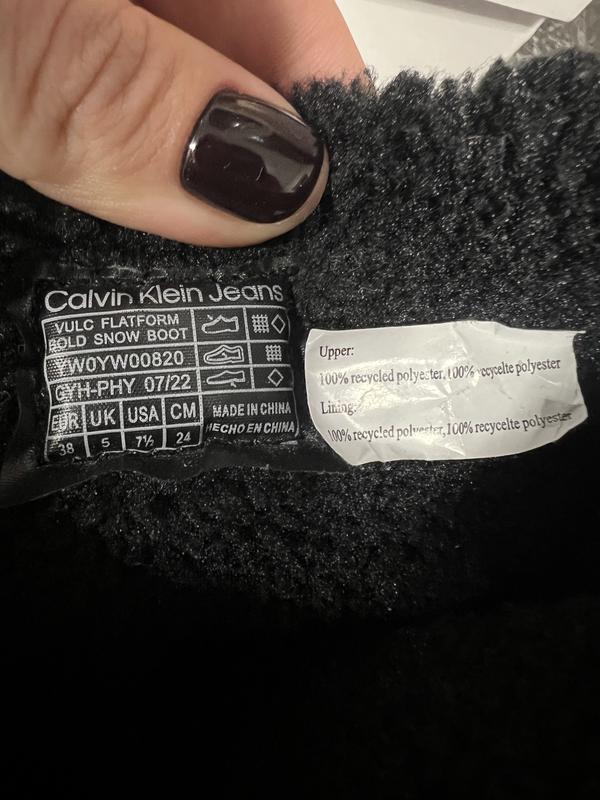 Calvin Klein Jeans
VULC FLATFORM
BOLD SNOW BOOT
YW0YW00820
GYH-PHY 07/22
EUR UK USA CM
38 5 7½ 24
MADE IN CHINA
HECHO EN CHINA
Upper:
100% recycled polyester, 100% recycelte polyester
Lining:
100% recycled polyester, 100% recycelte polyester